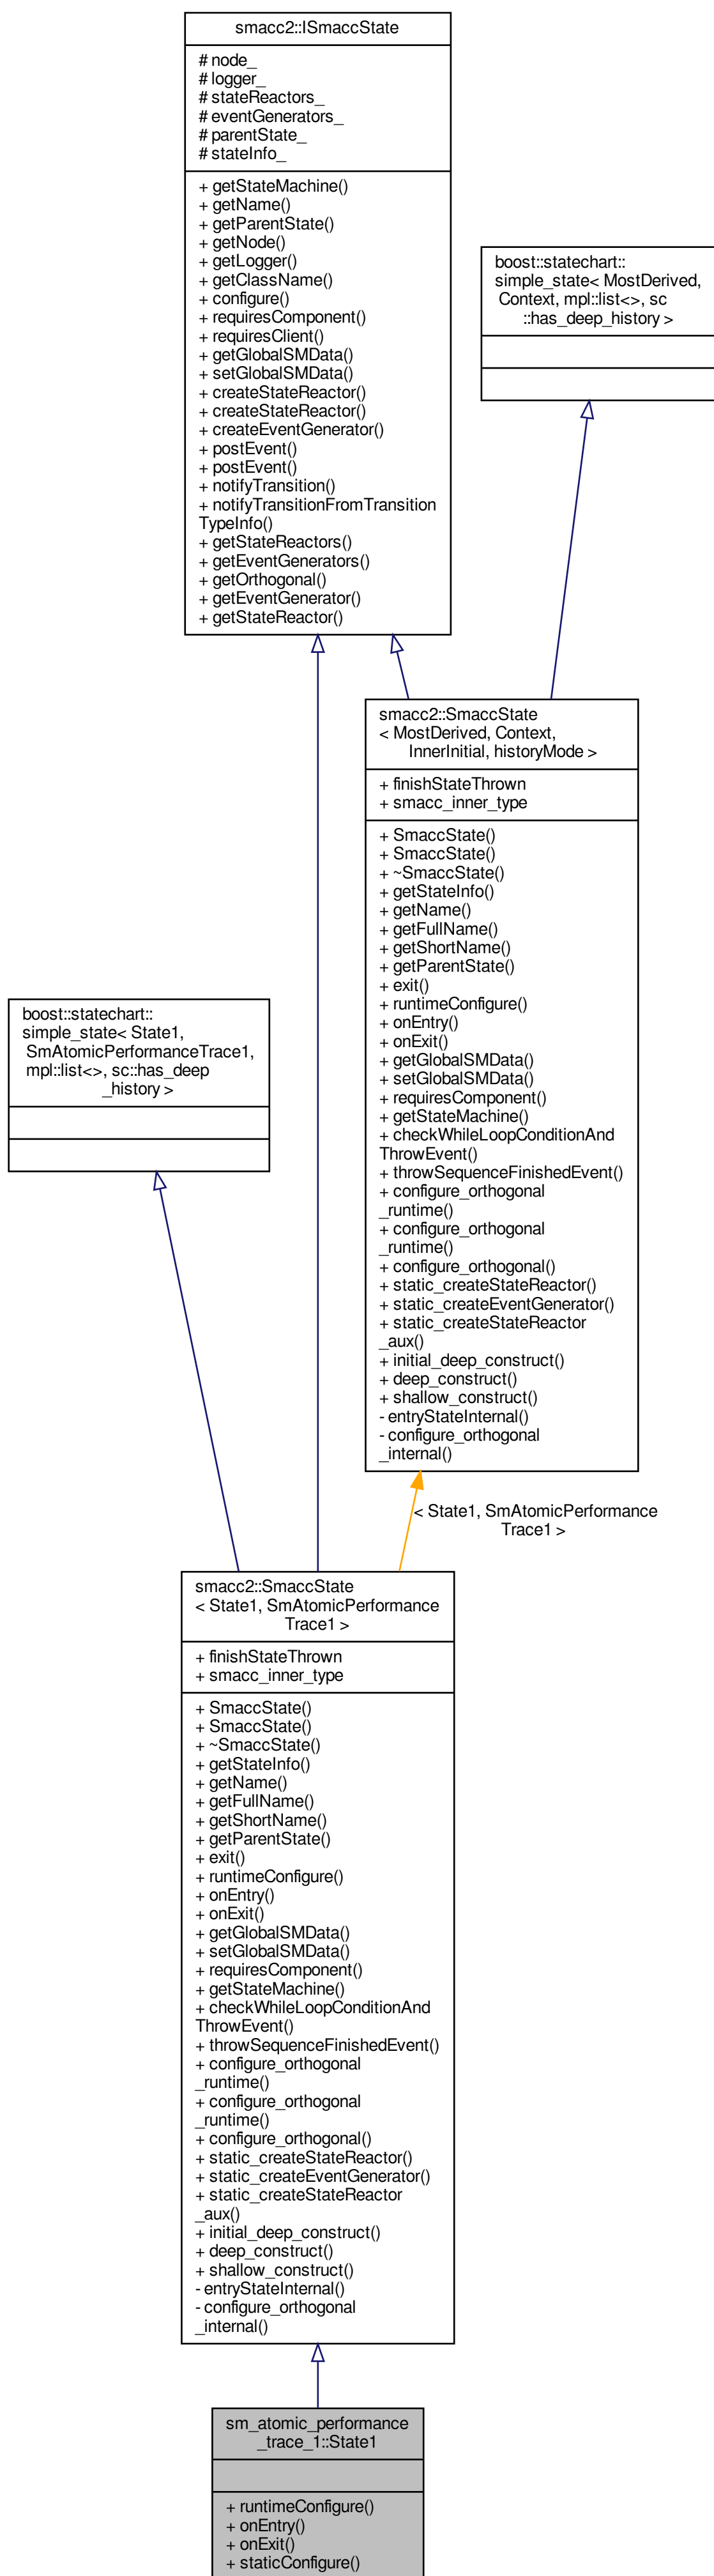 smacc2::ISmaccState
# node_
# logger_
# stateReactors_
# eventGenerators_
# parentState_
# stateInfo_
+ getStateMachine()
+ getName()
+ getParentState()
+ getNode()
+ getLogger()
+ getClassName()
+ configure()
+ requiresComponent()
+ requiresClient()
+ getGlobalSMData()
+ setGlobalSMData()
+ createStateReactor()
+ createStateReactor()
+ createEventGenerator()
+ postEvent()
+ postEvent()
+ notifyTransition()
+ notifyTransitionFromTransition
TypeInfo()
+ getStateReactors()
+ getEventGenerators()
+ getOrthogonal()
+ getEventGenerator()
+ getStateReactor()
boost::statechart::
simple_state< MostDerived,
Context, mpl::list<>, sc
::has_deep_history >
smacc2::SmaccState
< MostDerived, Context,
InnerInitial, historyMode >
+ finishStateThrown
+ smacc_inner_type
+ SmaccState()
+ SmaccState()
+ ~SmaccState()
+ getStateInfo()
+ getName()
+ getFullName()
+ getShortName()
+ getParentState()
+ exit()
+ runtimeConfigure()
+ onEntry()
+ onExit()
+ getGlobalSMData()
+ setGlobalSMData()
+ requiresComponent()
+ getStateMachine()
+ checkWhileLoopConditionAnd
ThrowEvent()
+ throwSequenceFinishedEvent()
+ configure_orthogonal
_runtime()
+ configure_orthogonal
_runtime()
+ configure_orthogonal()
+ static_createStateReactor()
+ static_createEventGenerator()
+ static_createStateReactor
_aux()
+ initial_deep_construct()
+ deep_construct()
+ shallow_construct()
- entryStateInternal()
- configure_orthogonal
_internal()
boost::statechart::
simple_state< State1,
SmAtomicPerformanceTrace1,
mpl::list<>, sc::has_deep
_history >
< State1, SmAtomicPerformance
Trace1 >
smacc2::SmaccState
< State1, SmAtomicPerformance
Trace1 >
+ finishStateThrown
+ smacc_inner_type
+ SmaccState()
+ SmaccState()
+ ~SmaccState()
+ getStateInfo()
+ getName()
+ getFullName()
+ getShortName()
+ getParentState()
+ exit()
+ runtimeConfigure()
+ onEntry()
+ onExit()
+ getGlobalSMData()
+ setGlobalSMData()
+ requiresComponent()
+ getStateMachine()
+ checkWhileLoopConditionAnd
ThrowEvent()
+ throwSequenceFinishedEvent()
+ configure_orthogonal
_runtime()
+ configure_orthogonal
_runtime()
+ configure_orthogonal()
+ static_createStateReactor()
+ static_createEventGenerator()
+ static_createStateReactor
_aux()
+ initial_deep_construct()
+ deep_construct()
+ shallow_construct()
- entryStateInternal()
- configure_orthogonal
_internal()
sm_atomic_performance
_trace_1::State1
+ runtimeConfigure()
+ onEntry()
+ onExit()
+ staticConfigure()